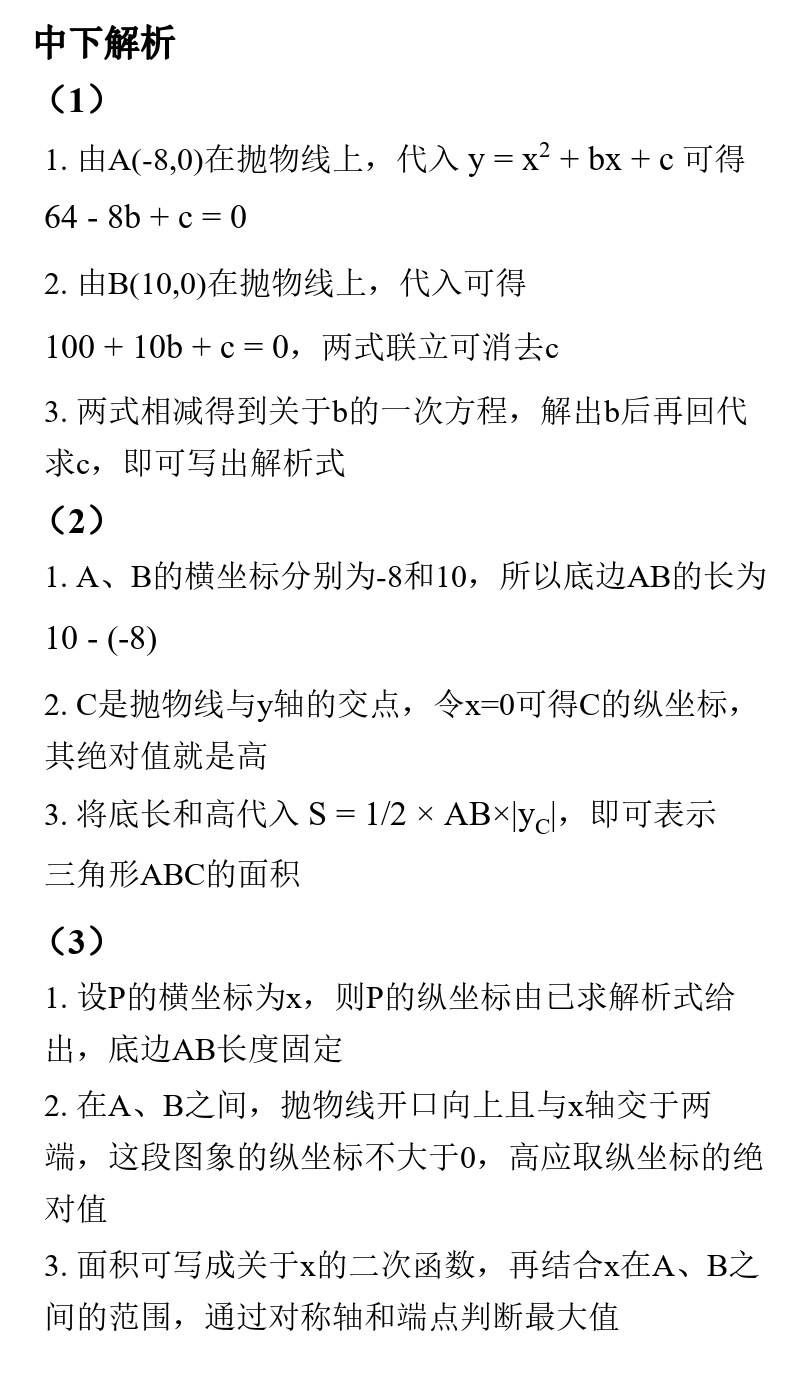 中下解析
（1）
1. 由A(-8,0)在抛物线上，代入 y = x² + bx + c 可得
64 - 8b + c = 0
2. 由B(10,0)在抛物线上，代入可得
100 + 10b + c = 0，两式联立可消去c
3. 两式相减得到关于b的一次方程，解出b后再回代
求c，即可写出解析式
（2）
1. A、B的横坐标分别为-8和10，所以底边AB的长为
10 - (-8)
2. C是抛物线与y轴的交点，令x=0可得C的纵坐标，
其绝对值就是高
3. 将底长和高代入 S = 1/2 × AB×|y_C|，即可表示
三角形ABC的面积
（3）
1. 设P的横坐标为x，则P的纵坐标由已求解析式给
出，底边AB长度固定
2. 在A、B之间，抛物线开口向上且与x轴交于两
端，这段图象的纵坐标不大于0，高应取纵坐标的绝
对值
3. 面积可写成关于x的二次函数，再结合x在A、B之
间的范围，通过对称轴和端点判断最大值